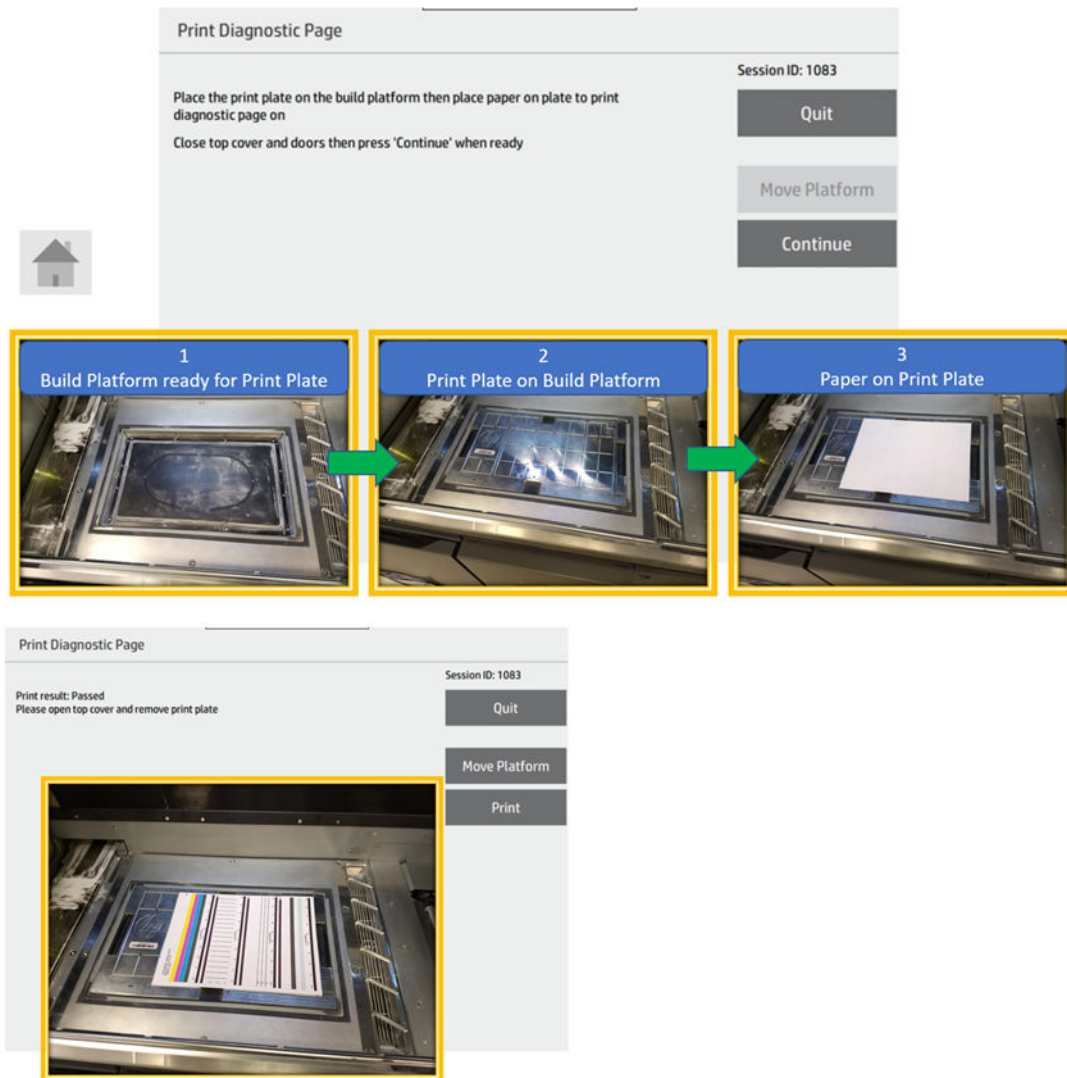 Print Diagnostic Page
Session ID: 1083
Place the print plate on the build platform then place paper on plate to print
diagnostic page on
Close top cover and doors then press 'Continue' when ready
Quit
Move Platform
Continue
1
Build Platform ready for Print Plate
2
Print Plate on Build Platform
3
Paper on Print Plate
Print Diagnostic Page
Session ID: 1083
Print result: Passed
Please open top cover and remove print plate
Quit
Move Platform
Print